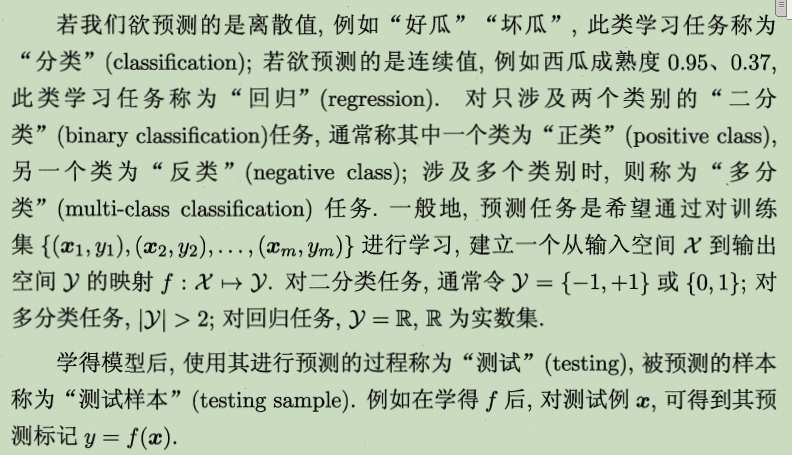 若我们欲预测的是离散值, 例如“好瓜”“坏瓜”, 此类学习任务称为
“分类”(classification); 若欲预测的是连续值, 例如西瓜成熟度 0.95、0.37,
此类学习任务称为“回归”(regression). 对只涉及两个类别的“二分
类”(binary classification)任务, 通常称其中一个类为“正类”(positive class),
另一个类为“反类”(negative class); 涉及多个类别时, 则称为“多分
类”(multi-class classification) 任务. 一般地, 预测任务是希望通过对训练
集 {(𝒙₁, y₁), (𝒙₂, y₂), . . . , (𝒙ₘ, yₘ)} 进行学习, 建立一个从输入空间 𝒳 到输出
空间 𝒴 的映射 f : 𝒳 ↦ 𝒴. 对二分类任务, 通常令 𝒴 = {−1, +1} 或 {0, 1}; 对
多分类任务, |𝒴| > 2; 对回归任务, 𝒴 = ℝ, ℝ 为实数集.
学得模型后, 使用其进行预测的过程称为“测试”(testing), 被预测的样本
称为“测试样本”(testing sample). 例如在学得 f 后, 对测试例 𝒙, 可得到其预
测标记 y = f(𝒙).